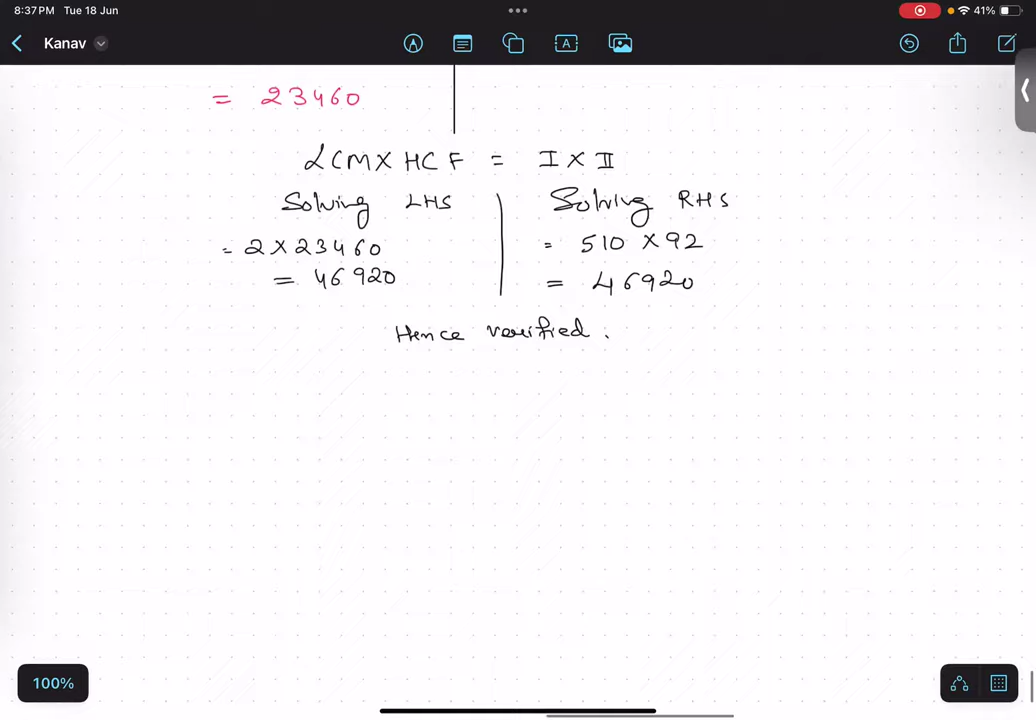 8:37 PM Tue 18 Jun
41%
Kanav
= 23460
LCM X HCF = I X II
Solving LHS
Solving RHS
= 2 X 23460
= 510 X 92
= 46920
= 46920
Hence verified.
100%